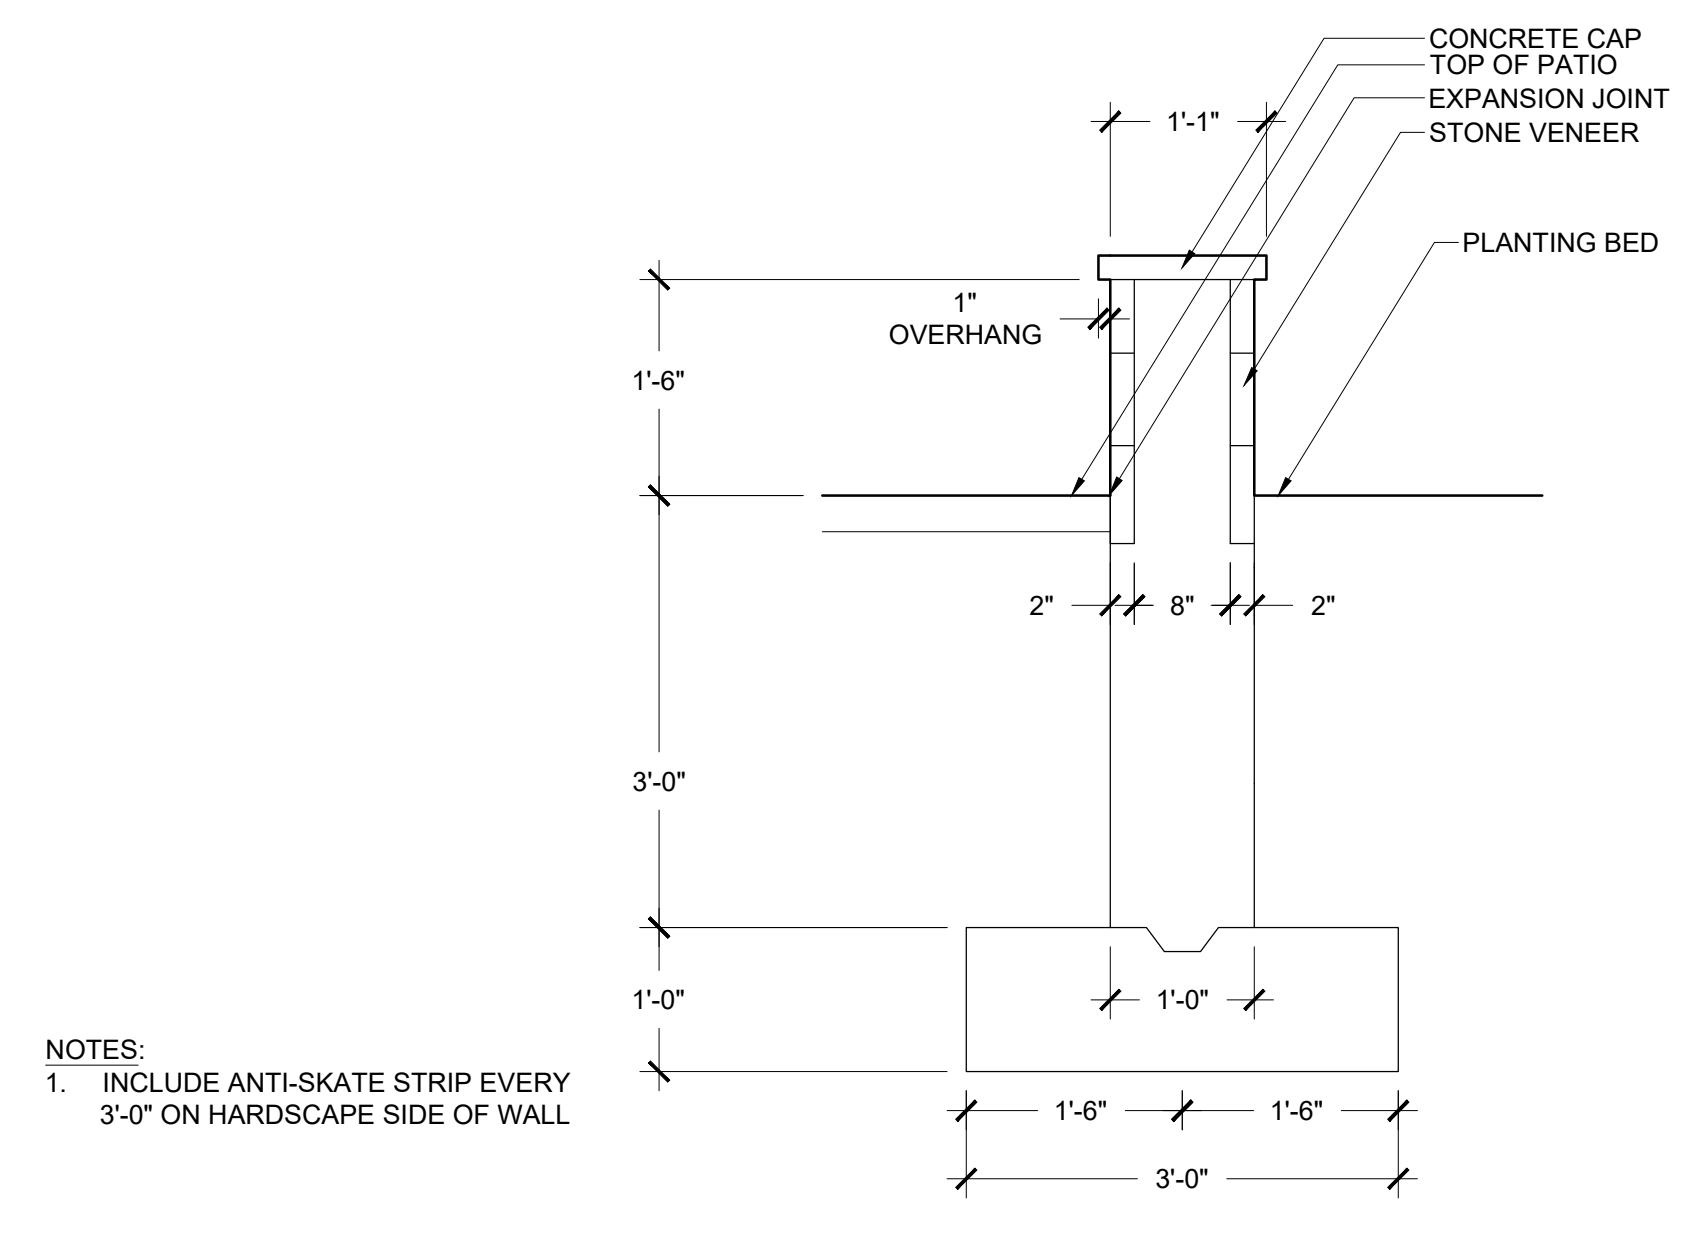 CONCRETE CAP
TOP OF PATIO
EXPANSION JOINT
STONE VENEER
1'-1"
PLANTING BED
1"
OVERHANG
1'-6"
2"
8"
2"
3'-0"
1'-0"
1'-0"
NOTES:
1. INCLUDE ANTI-SKATE STRIP EVERY
3'-0" ON HARDSCAPE SIDE OF WALL
1'-6"
1'-6"
3'-0"